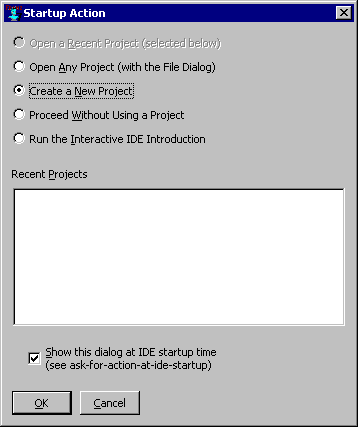 Startup Action
Open a Recent Project (selected below)
Open Any Project (with the File Dialog)
Create a New Project
Proceed Without Using a Project
Run the Interactive IDE Introduction
Recent Projects
Show this dialog at IDE startup time
(see ask-for-action-at-ide-startup)
OK
Cancel